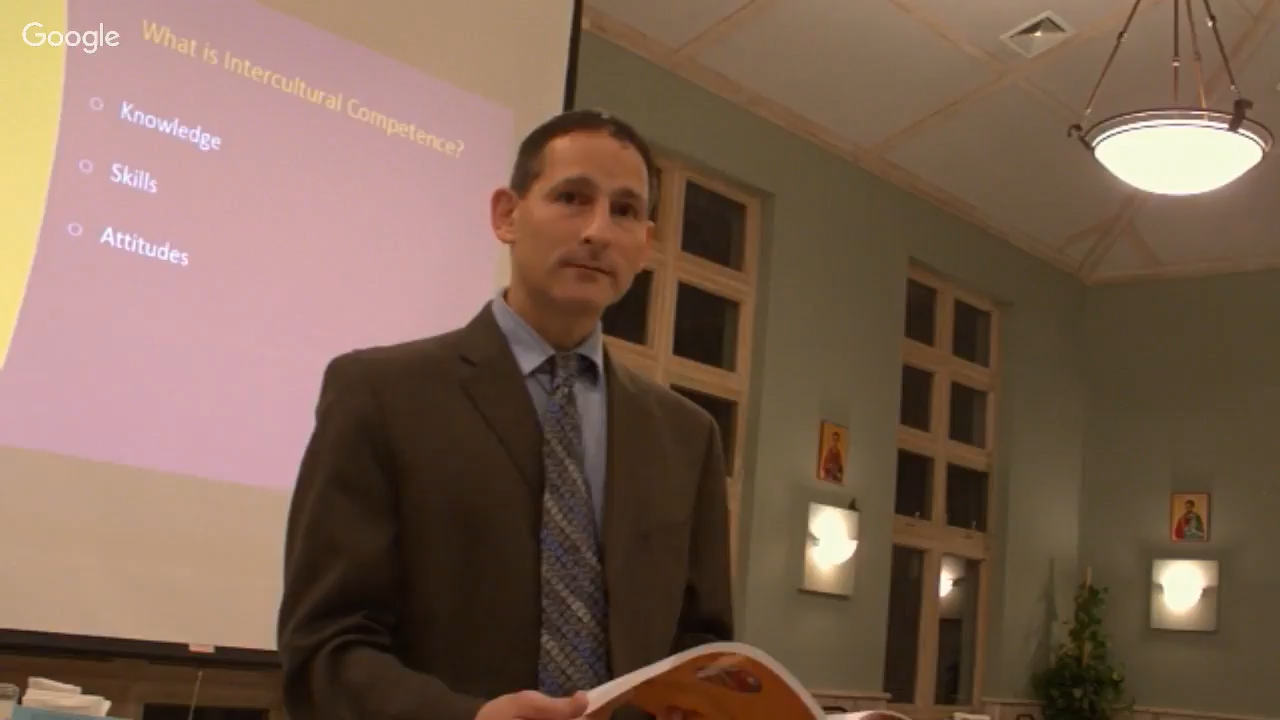 Google
What is Intercultural Competence?
Knowledge
Skills
Attitudes